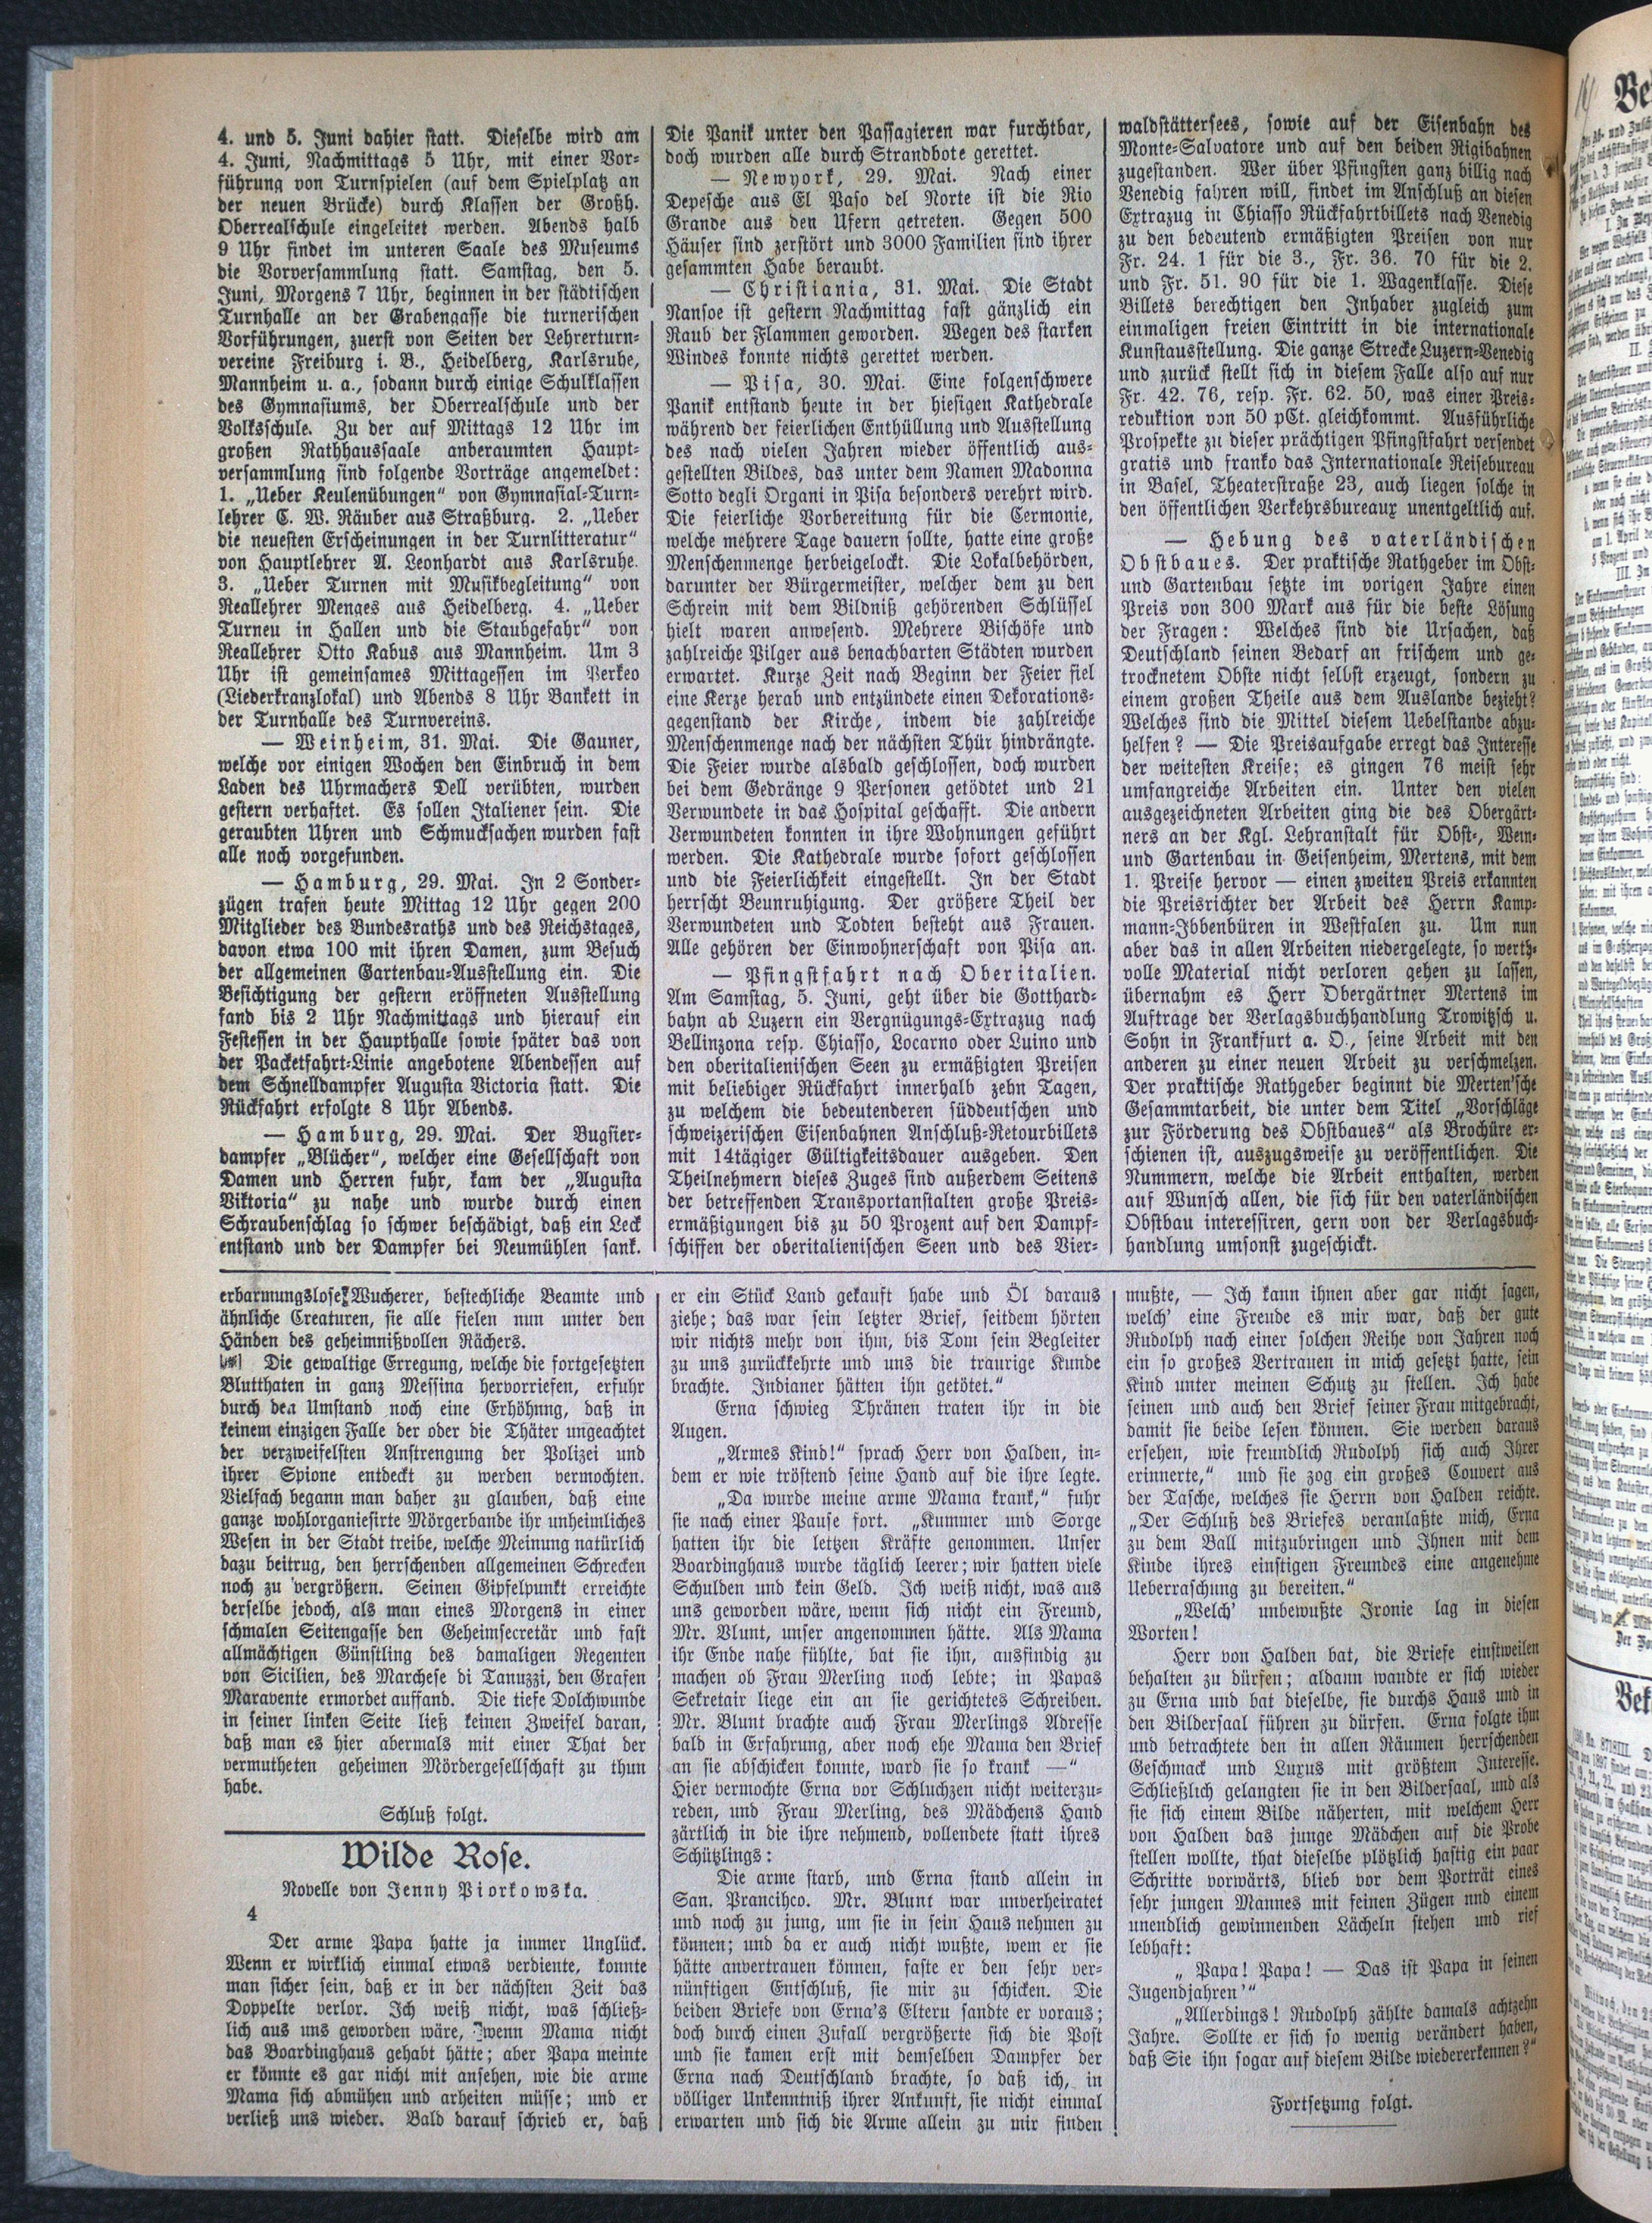 4. und 5. Juni dahier statt. Dieselbe wird am
4. Juni, Nachmittags 5 Uhr, mit einer Vor-
führung von Turnspielen (auf dem Spielplatz an
der neuen Brücke) durch Klassen der Großh.
Oberrealschule eingeleitet werden. Abends halb
9 Uhr findet im unteren Saale des Museums
die Vorversammlung statt. Samstag, den 5.
Juni, Morgens 7 Uhr, beginnen in der städtischen
Turnhalle an der Grabengasse die turnerischen
Vorführungen, zuerst von Seiten der Lehrerturn-
vereine Freiburg i. B., Heidelberg, Karlsruhe,
Mannheim u. a., sodann durch einige Schulklassen
des Gymnasiums, der Oberrealschule und der
Volksschule. Zu der auf Mittags 12 Uhr im
großen Rathhaussaale anberaumten Haupt-
versammlung sind folgende Vorträge angemeldet:
1. „Ueber Keulenübungen“ von Gymnasial-Turn-
lehrer C. W. Räuber aus Straßburg. 2. „Ueber
die neuesten Erscheinungen in der Turnlitteratur“
von Hauptlehrer A. Leonhardt aus Karlsruhe.
3. „Ueber Turnen mit Musikbegleitung“ von
Reallehrer Menges aus Heidelberg. 4. „Ueber
Turneu in Hallen und die Staubgefahr“ von
Reallehrer Otto Kabus aus Mannheim. Um 3
Uhr ist gemeinsames Mittagessen im Perkeo
(Liederkranzlokal) und Abends 8 Uhr Bankett in
der Turnhalle des Turnvereins.
— Weinheim, 31. Mai. Die Gauner,
welche vor einigen Wochen den Einbruch in dem
Laden des Uhrmachers Dell verübten, wurden
gestern verhaftet. Es sollen Italiener sein. Die
geraubten Uhren und Schmucksachen wurden fast
alle noch vorgefunden.
— Hamburg, 29. Mai. In 2 Sonder-
zügen trafen heute Mittag 12 Uhr gegen 200
Mitglieder des Bundesraths und des Reichstages,
davon etwa 100 mit ihren Damen, zum Besuch
der allgemeinen Gartenbau-Ausstellung ein. Die
Besichtigung der gestern eröffneten Ausstellung
fand bis 2 Uhr Nachmittags und hierauf ein
Festessen in der Haupthalle sowie später das von
der Packetfahrt-Linie angebotene Abendessen auf
dem Schnelldampfer Augusta Victoria statt. Die
Rückfahrt erfolgte 8 Uhr Abends.
— Hamburg, 29. Mai. Der Bugsier-
dampfer „Blücher“, welcher eine Gesellschaft von
Damen und Herren fuhr, kam der „Augusta
Viktoria“ zu nahe und wurde durch einen
Schraubenschlag so schwer beschädigt, daß ein Leck
entstand und der Dampfer bei Neumühlen sank.
Die Panik unter den Passagieren war furchtbar,
doch wurden alle durch Strandbote gerettet.
— Newyork, 29. Mai. Nach einer
Depesche aus El Paso del Norte ist die Rio
Grande aus den Ufern getreten. Gegen 500
Häuser sind zerstört und 3000 Familien sind ihrer
gesammten Habe beraubt.
— Christiania, 31. Mai. Die Stadt
Nansoe ist gestern Nachmittag fast gänzlich ein
Raub der Flammen geworden. Wegen des starken
Windes konnte nichts gerettet werden.
— Pisa, 30. Mai. Eine folgenschwere
Panik entstand heute in der hiesigen Kathedrale
während der feierlichen Enthüllung und Ausstellung
des nach vielen Jahren wieder öffentlich aus-
gestellten Bildes, das unter dem Namen Madonna
Sotto degli Organi in Pisa besonders verehrt wird.
Die feierliche Vorbereitung für die Cermonie,
welche mehrere Tage dauern sollte, hatte eine große
Menschenmenge herbeigelockt. Die Lokalbehörden,
darunter der Bürgermeister, welcher dem zu den
Schrein mit dem Bildniß gehörenden Schlüssel
hielt waren anwesend. Mehrere Bischöfe und
zahlreiche Pilger aus benachbarten Städten wurden
erwartet. Kurze Zeit nach Beginn der Feier fiel
eine Kerze herab und entzündete einen Dekorations-
gegenstand der Kirche, indem die zahlreiche
Menschenmenge nach der nächsten Thür hindrängte.
Die Feier wurde alsbald geschlossen, doch wurden
bei dem Gedränge 9 Personen getödtet und 21
Verwundete in das Hospital geschafft. Die andern
Verwundeten konnten in ihre Wohnungen geführt
werden. Die Kathedrale wurde sofort geschlossen
und die Feierlichkeit eingestellt. In der Stadt
herrscht Beunruhigung. Der größere Theil der
Verwundeten und Todten besteht aus Frauen.
Alle gehören der Einwohnerschaft von Pisa an.
— Pfingstfahrt nach Oberitalien.
Am Samstag, 5. Juni, geht über die Gotthard-
bahn ab Luzern ein Vergnügungs-Extrazug nach
Bellinzona resp. Chiasso, Locarno oder Luino und
den oberitalienischen Seen zu ermäßigten Preisen
mit beliebiger Rückfahrt innerhalb zehn Tagen,
zu welchem die bedeutenderen süddeutschen und
schweizerischen Eisenbahnen Anschluß-Retourbillets
mit 14tägiger Gültigkeitsdauer ausgeben. Den
Theilnehmern dieses Zuges sind außerdem Seitens
der betreffenden Transportanstalten große Preis-
ermäßigungen bis zu 50 Prozent auf den Dampf-
schiffen der oberitalienischen Seen und des Vier-
waldstättersees, sowie auf der Eisenbahn des
Monte-Salvatore und auf den beiden Rigibahnen
zugestanden. Wer über Pfingsten ganz billig nach
Venedig fahren will, findet im Anschluß an diesen
Extrazug in Chiasso Rückfahrtbillets nach Venedig
zu den bedeutend ermäßigten Preisen von nur
Fr. 24. 1 für die 3., Fr. 36. 70 für die 2.
und Fr. 51. 90 für die 1. Wagenklasse. Diese
Billets berechtigen den Inhaber zugleich zum
einmaligen freien Eintritt in die internationale
Kunstausstellung. Die ganze Strecke Luzern-Venedig
und zurück stellt sich in diesem Falle also auf nur
Fr. 42. 76, resp. Fr. 62. 50, was einer Preis-
reduktion von 50 pCt. gleichkommt. Ausführliche
Prospekte zu dieser prächtigen Pfingstfahrt versendet
gratis und franko das Internationale Reisebureau
in Basel, Theaterstraße 23, auch liegen solche in
den öffentlichen Verkehrsbureaux unentgeltlich auf.
— Hebung des vaterländischen
Obstbaues. Der praktische Rathgeber im Obst-
und Gartenbau setzte im vorigen Jahre einen
Preis von 300 Mark aus für die beste Lösung
der Fragen: Welches sind die Ursachen, daß
Deutschland seinen Bedarf an frischem und ge-
trocknetem Obste nicht selbst erzeugt, sondern zu
einem großen Theile aus dem Auslande bezieht?
Welches sind die Mittel diesem Uebelstande abzu-
helfen? — Die Preisaufgabe erregt das Interesse
der weitesten Kreise; es gingen 76 meist sehr
umfangreiche Arbeiten ein. Unter den vielen
ausgezeichneten Arbeiten ging die des Obergärt-
ners an der Kgl. Lehranstalt für Obst-, Wein-
und Gartenbau in Geisenheim, Mertens, mit dem
1. Preise hervor — einen zweiten Preis erkannten
die Preisrichter der Arbeit des Herrn Kamp-
mann-Ibbenbüren in Westfalen zu. Um nun
aber das in allen Arbeiten niedergelegte, so werth-
volle Material nicht verloren gehen zu lassen,
übernahm es Herr Obergärtner Mertens im
Auftrage der Verlagsbuchhandlung Trowitzsch u.
Sohn in Frankfurt a. O., seine Arbeit mit den
anderen zu einer neuen Arbeit zu verschmelzen.
Der praktische Rathgeber beginnt die Merten'sche
Gesammtarbeit, die unter dem Titel „Vorschläge
zur Förderung des Obstbaues“ als Brochüre er-
schienen ist, auszugsweise zu veröffentlichen. Die
Nummern, welche die Arbeit enthalten, werden
auf Wunsch allen, die sich für den vaterländischen
Obstbau interessiren, gern von der Verlagsbuch-
handlung umsonst zugeschickt.
erbarmungslose Wucherer, bestechliche Beamte und
ähnliche Creaturen, sie alle fielen nun unter den
Händen des geheimnißvollen Rächers.
Die gewaltige Erregung, welche die fortgesetzten
Blutthaten in ganz Messina hervorriefen, erfuhr
durch den Umstand noch eine Erhöhnng, daß in
keinem einzigen Falle der oder die Thäter ungeachtet
der verzweifelsten Anstrengung der Polizei und
ihrer Spione entdeckt zu werden vermochten.
Vielfach begann man daher zu glauben, daß eine
ganze wohlorganiesirte Mörgerbande ihr unheimliches
Wesen in der Stadt treibe, welche Meinung natürlich
dazu beitrug, den herrschenden allgemeinen Schrecken
noch zu vergrößern. Seinen Gipfelpunkt erreichte
derselbe jedoch, als man eines Morgens in einer
schmalen Seitengasse den Geheimsecretär und fast
allmächtigen Günstling des damaligen Regenten
von Sicilien, des Marchese di Tanuzzi, den Grafen
Maravente ermordet auffand. Die tiefe Dolchwunde
in seiner linken Seite ließ keinen Zweifel daran,
daß man es hier abermals mit einer That der
vermutheten geheimen Mördergesellschaft zu thun
habe.
Schluß folgt.
Wilde Rose.
Novelle von Jenny Piorkowska.
4
Der arme Papa hatte ja immer Unglück.
Wenn er wirklich einmal etwas verdiente, konnte
man sicher sein, daß er in der nächsten Zeit das
Doppelte verlor. Ich weiß nicht, was schließ-
lich aus uns geworden wäre, wenn Mama nicht
das Boardinghaus gehabt hätte; aber Papa meinte
er könnte es gar nicht mit ansehen, wie die arme
Mama sich abmühen und arheiten müsse; und er
verließ uns wieder. Bald darauf schrieb er, daß
er ein Stück Land gekauft habe und Öl daraus
ziehe; das war sein letzter Brief, seitdem hörten
wir nichts mehr von ihm, bis Tom sein Begleiter
zu uns zurückkehrte und uns die traurige Kunde
brachte. Indianer hätten ihn getötet.“
Erna schwieg Thränen traten ihr in die
Augen.
„Armes Kind!“ sprach Herr von Halden, in-
dem er wie tröstend seine Hand auf die ihre legte.
„Da wurde meine arme Mama krank,“ fuhr
sie nach einer Pause fort. „Kummer und Sorge
hatten ihr die letzen Kräfte genommen. Unser
Boardinghaus wurde täglich leerer; wir hatten viele
Schulden und kein Geld. Ich weiß nicht, was aus
uns geworden wäre, wenn sich nicht ein Freund,
Mr. Blunt, unser angenommen hätte. Als Mama
ihr Ende nahe fühlte, bat sie ihn, ausfindig zu
machen ob Frau Merling noch lebte; in Papas
Sekretair liege ein an sie gerichtetes Schreiben.
Mr. Blunt brachte auch Frau Merlings Adresse
bald in Erfahrung, aber noch ehe Mama den Brief
an sie abschicken konnte, ward sie so krank —“
Hier vermochte Erna vor Schluchzen nicht weiterzu-
reden, und Frau Merling, des Mädchens Hand
zärtlich in die ihre nehmend, vollendete statt ihres
Schützlings:
Die arme starb, und Erna stand allein in
San. Prancihco. Mr. Blunt war unverheiratet
und noch zu jung, um sie in sein Haus nehmen zu
können; und da er auch nicht wußte, wem er sie
hätte anvertrauen können, faste er den sehr ver-
nünftigen Entschluß, sie mir zu schicken. Die
beiden Briefe von Erna's Eltern sandte er voraus;
doch durch einen Zufall vergrößerte sich die Post
und sie kamen erst mit demselben Dampfer der
Erna nach Deutschland brachte, so daß ich, in
völliger Unkenntniß ihrer Ankunft, sie nicht einmal
erwarten und sich die Arme allein zu mir finden
mußte, — Ich kann ihnen aber gar nicht sagen,
welch' eine Freude es mir war, daß der gute
Rudolph nach einer solchen Reihe von Jahren noch
ein so großes Vertrauen in mich gesetzt hatte, sein
Kind unter meinen Schutz zu stellen. Ich habe
seinen und auch den Brief seiner Frau mitgebracht,
damit sie beide lesen können. Sie werden daraus
ersehen, wie freundlich Rudolph sich auch Ihrer
erinnerte,“ und sie zog ein großes Couvert aus
der Tasche, welches sie Herrn von Halden reichte.
„Der Schluß des Briefes veranlaßte mich, Erna
zu dem Ball mitzubringen und Ihnen mit dem
Kinde ihres einstigen Freundes eine angenehme
Ueberraschung zu bereiten.“
„Welch' unbewußte Ironie lag in diesen
Worten!
Herr von Halden bat, die Briefe einstweilen
behalten zu dürfen; aldann wandte er sich wieder
zu Erna und bat dieselbe, sie durchs Haus und in
den Bildersaal führen zu dürfen. Erna folgte ihm
und betrachtete den in allen Räumen herrschenden
Geschmack und Luxus mit größtem Interesse.
Schließlich gelangten sie in den Bildersaal, und als
sie sich einem Bilde näherten, mit welchem Herr
von Halden das junge Mädchen auf die Probe
stellen wollte, that dieselbe plötzlich hastig ein paar
Schritte vorwärts, blieb vor dem Porträt eines
sehr jungen Mannes mit feinen Zügen nnd einem
unendlich gewinnenden Lächeln stehen und rief
lebhaft:
„ Papa! Papa! — Das ist Papa in seinen
Jugendjahren'“
„Allerdings! Rudolph zählte damals achtzehn
Jahre. Sollte er sich so wenig verändert haben,
daß Sie ihn sogar auf diesem Bilde wiedererkennen?“
Fortsetzung folgt.